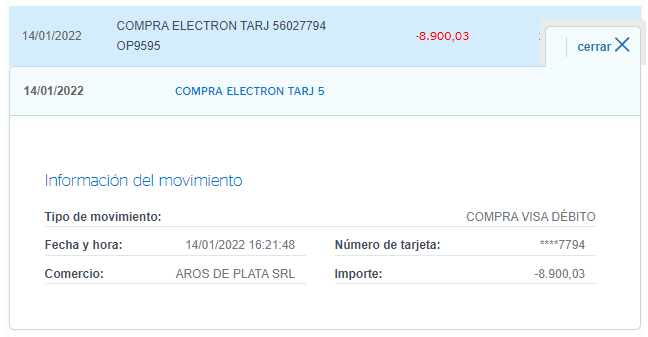 14/01/2022 COMPRA ELECTRON TARJ 56027794 -8.900,03
OP9595
cerrar
14/01/2022 COMPRA ELECTRON TARJ 5
Información del movimiento
Tipo de movimiento: COMPRA VISA DÉBITO
Fecha y hora: 14/01/2022 16:21:48 Número de tarjeta: ****7794
Comercio: AROS DE PLATA SRL Importe: -8.900,03